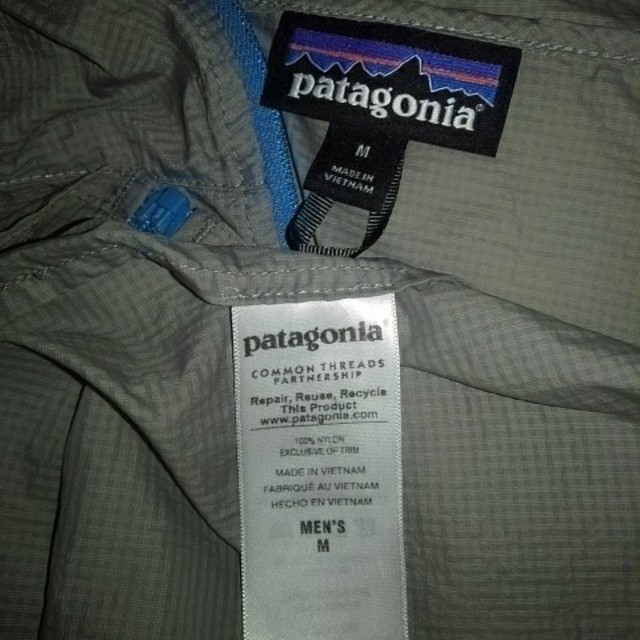 patagonia®
M
MADE IN
VIETNAM
patagonia®
COMMON THREADS
PARTNERSHIP
Repair, Reuse, Recycle
This Product
www.patagonia.com
100% NYLON
EXCLUSIVE OF TRIM
MADE IN VIETNAM
FABRIQUÉ AU VIETNAM
HECHO EN VIETNAM
MEN'S
M